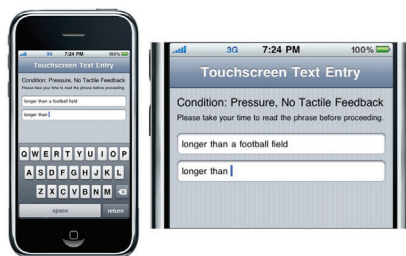 3G 7:24 PM 100%
Touchscreen Text Entry
Condition: Pressure, No Tactile Feedback
Please take your time to read the phrase before proceeding.
longer than a football field
longer than
Q W E R T Y U I O P
A S D F G H J K L
Z X C V B N M
space return
3G 7:24 PM 100%
Touchscreen Text Entry
Condition: Pressure, No Tactile Feedback
Please take your time to read the phrase before proceeding.
longer than a football field
longer than